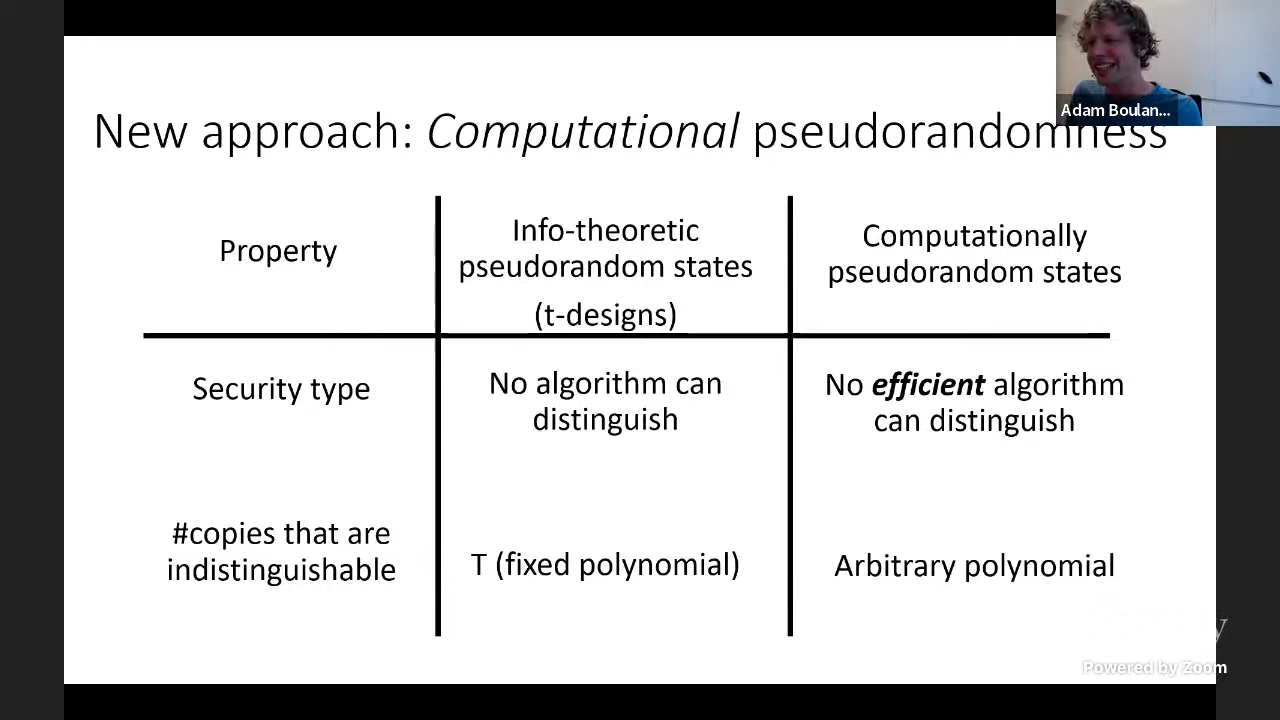 New approach: Computational pseudorandomness
Adam Boulan...
Property
Info-theoretic
pseudorandom states
(t-designs)
Computationally
pseudorandom states
Security type
No algorithm can
distinguish
No efficient algorithm
can distinguish
#copies that are
indistinguishable
T (fixed polynomial)
Arbitrary polynomial
Powered by Zoom